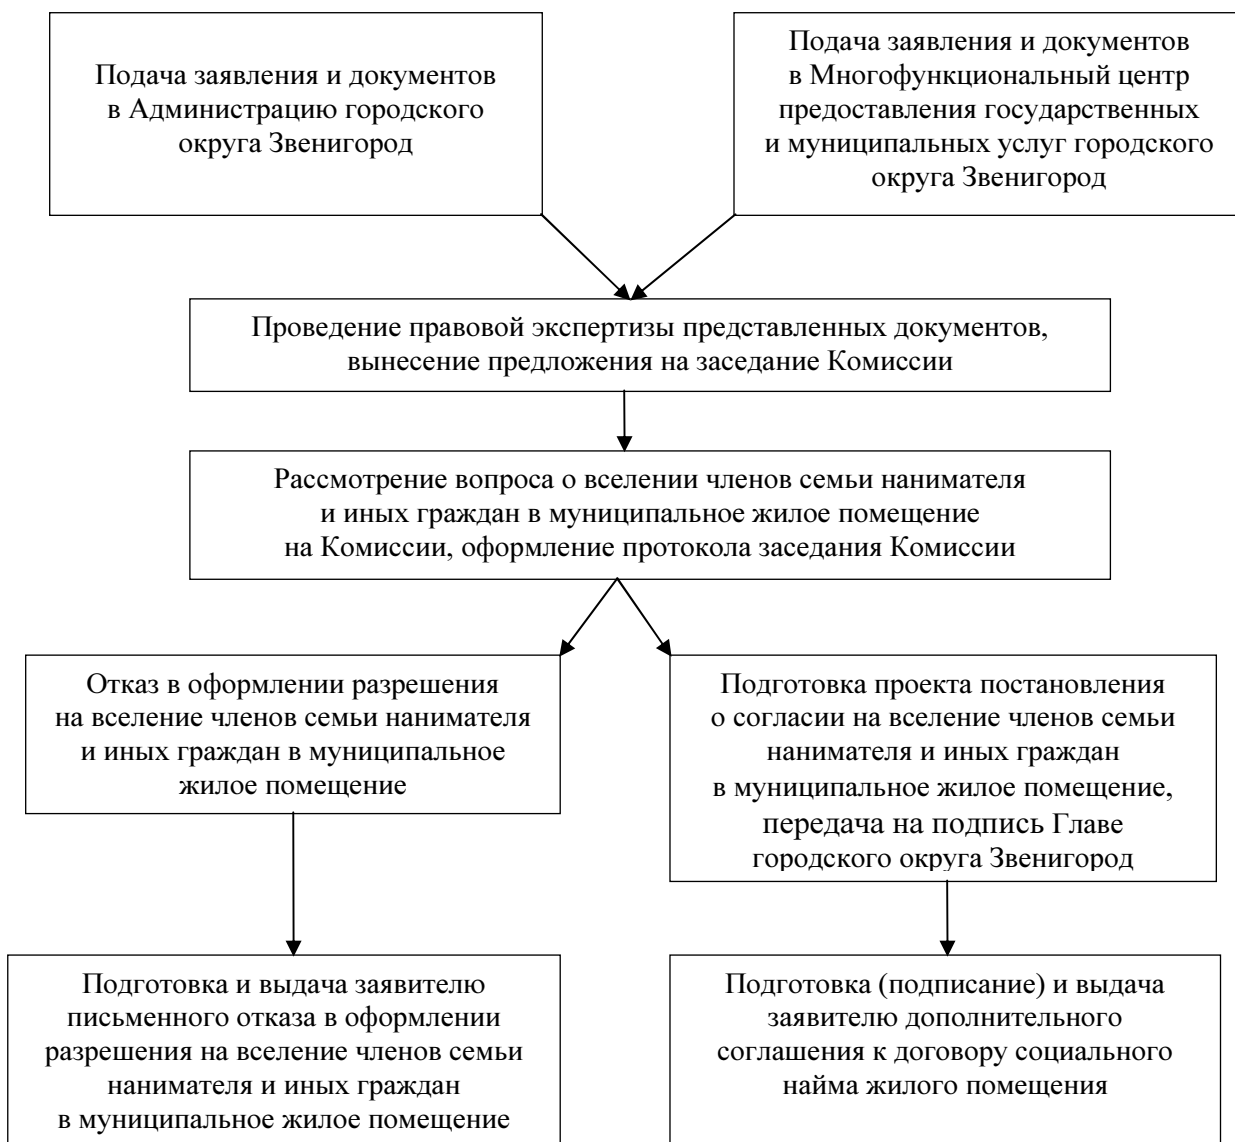 Подача заявления и документов
в Администрацию городского
округа Звенигород
Подача заявления и документов
в Многофункциональный центр
предоставления государственных
и муниципальных услуг городского
округа Звенигород
Проведение правовой экспертизы представленных документов,
вынесение предложения на заседание Комиссии
Рассмотрение вопроса о вселении членов семьи нанимателя
и иных граждан в муниципальное жилое помещение
на Комиссии, оформление протокола заседания Комиссии
Отказ в оформлении разрешения
на вселение членов семьи нанимателя
и иных граждан в муниципальное
жилое помещение
Подготовка проекта постановления
о согласии на вселение членов семьи
нанимателя и иных граждан
в муниципальное жилое помещение,
передача на подпись Главе
городского округа Звенигород
Подготовка и выдача заявителю
письменного отказа в оформлении
разрешения на вселение членов семьи
нанимателя и иных граждан
в муниципальное жилое помещение
Подготовка (подписание) и выдача
заявителю дополнительного
соглашения к договору социального
найма жилого помещения